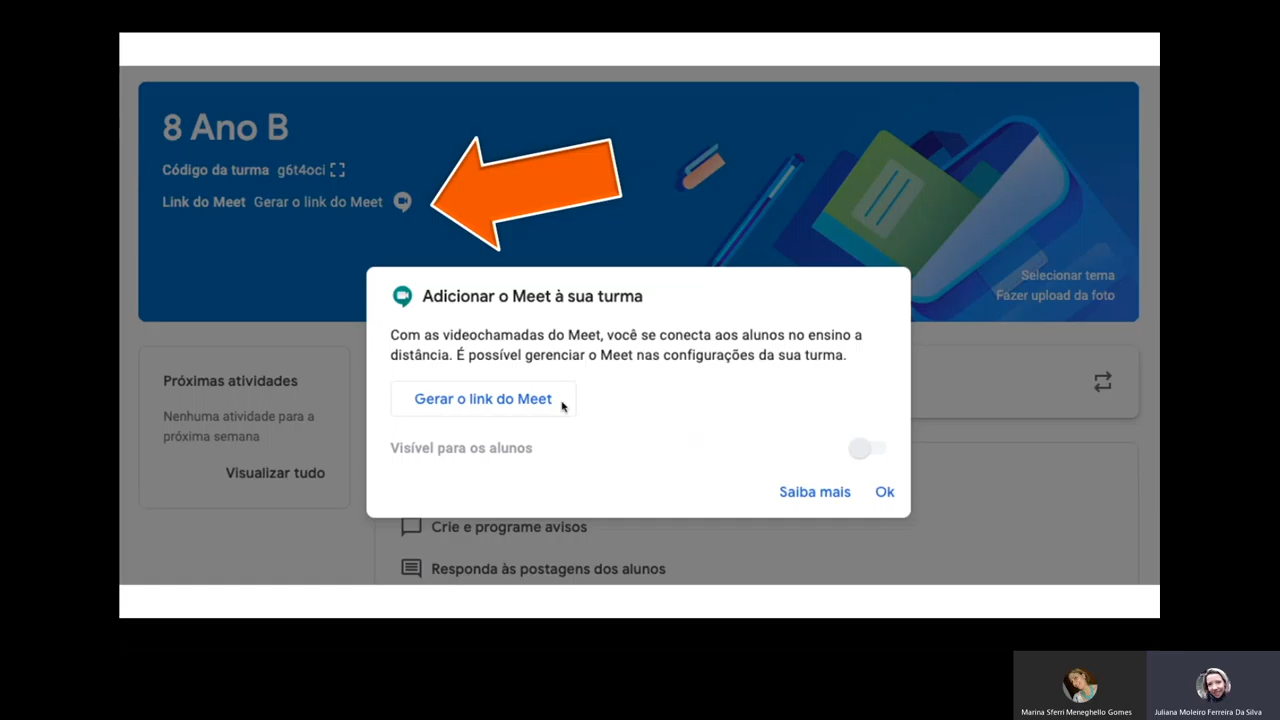 8 Ano B
Código da turma g6t4oci
Link do Meet Gerar o link do Meet
Selecionar tema
Fazer upload da foto
Adicionar o Meet à sua turma
Com as videochamadas do Meet, você se conecta aos alunos no ensino a
distância. É possível gerenciar o Meet nas configurações da sua turma.
Gerar o link do Meet
Visível para os alunos
Saiba mais Ok
Próximas atividades
Nenhuma atividade para a
próxima semana
Visualizar tudo
Crie e programe avisos
Responda às postagens dos alunos
Marina Sferri Meneghello Gomes
Juliana Moleiro Ferreira Da Silva